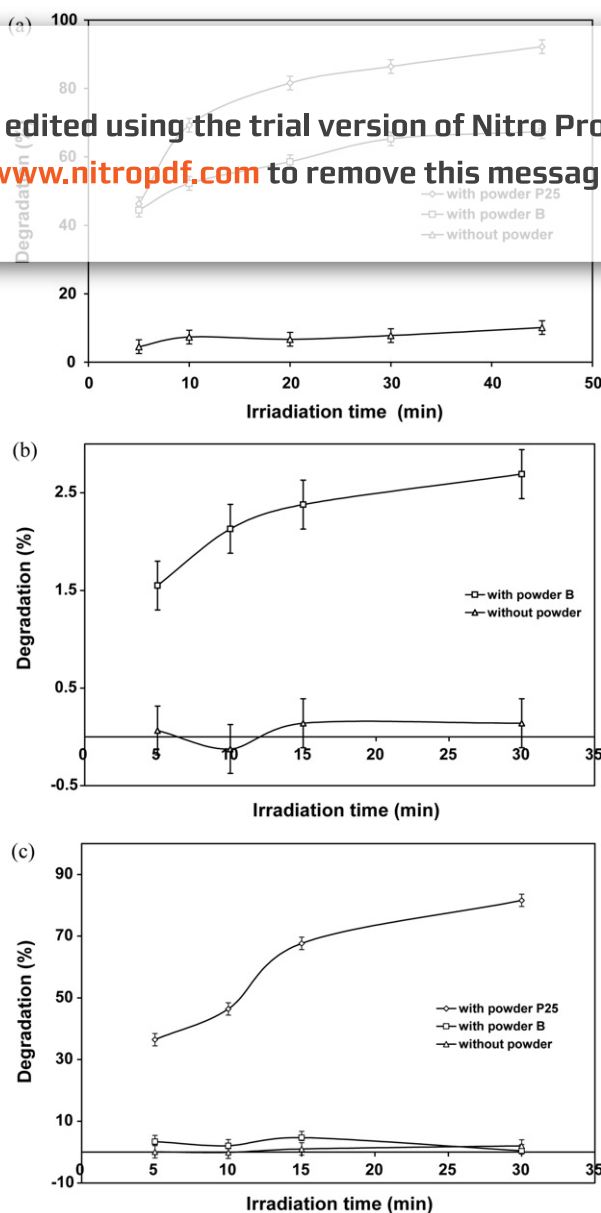 (a)
100
80
60
40
20
0
Degradation (%)
edited using the trial version of Nitro Pro
www.nitropdf.com to remove this messag
with powder P25
with powder B
without powder
0 10 20 30 40 50
Irriadiation time (min)
(b)
2.5
1.5
0.5
-0.5
Degradation (%)
with powder B
without powder
0 5 10 15 20 25 30 35
Irradiation time (min)
(c)
90
70
50
30
10
-10
Degradation (%)
with powder P25
with powder B
without powder
0 5 10 15 20 25 30 35
Irradiation time (min)